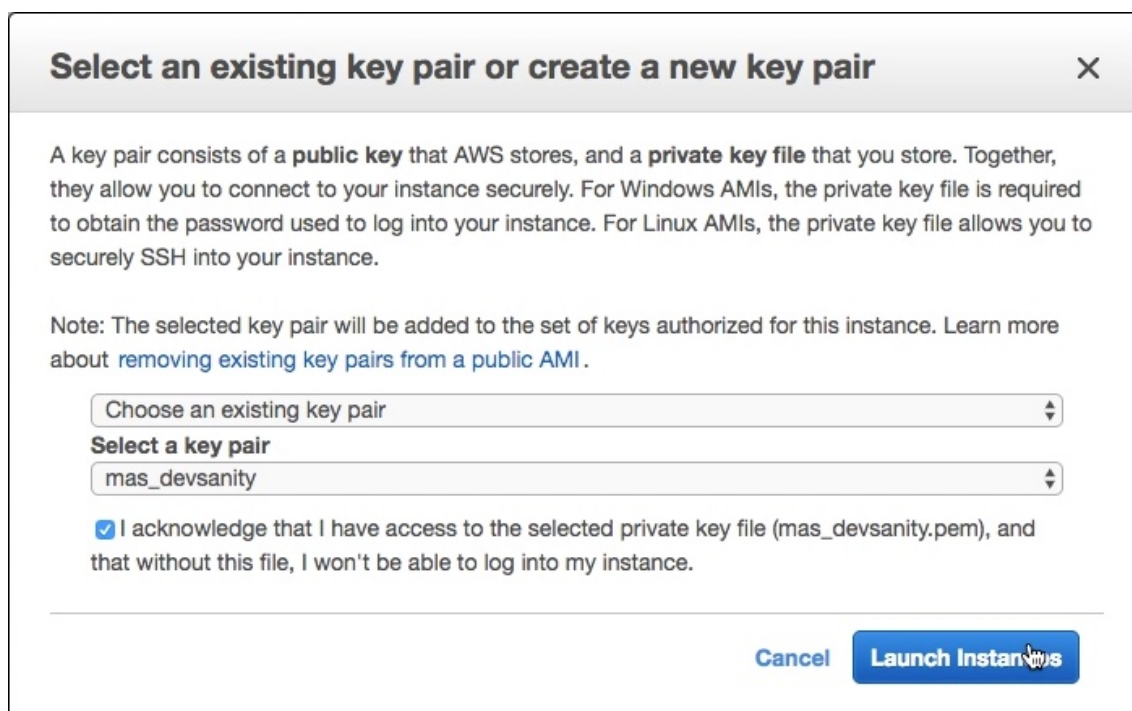 Select an existing key pair or create a new key pair
A key pair consists of a public key that AWS stores, and a private key file that you store. Together,
they allow you to connect to your instance securely. For Windows AMIs, the private key file is required
to obtain the password used to log into your instance. For Linux AMIs, the private key file allows you to
securely SSH into your instance.
Note: The selected key pair will be added to the set of keys authorized for this instance. Learn more
about removing existing key pairs from a public AMI.
Choose an existing key pair
Select a key pair
mas_devsanity
I acknowledge that I have access to the selected private key file (mas_devsanity.pem), and
that without this file, I won't be able to log into my instance.
Cancel
Launch Instances